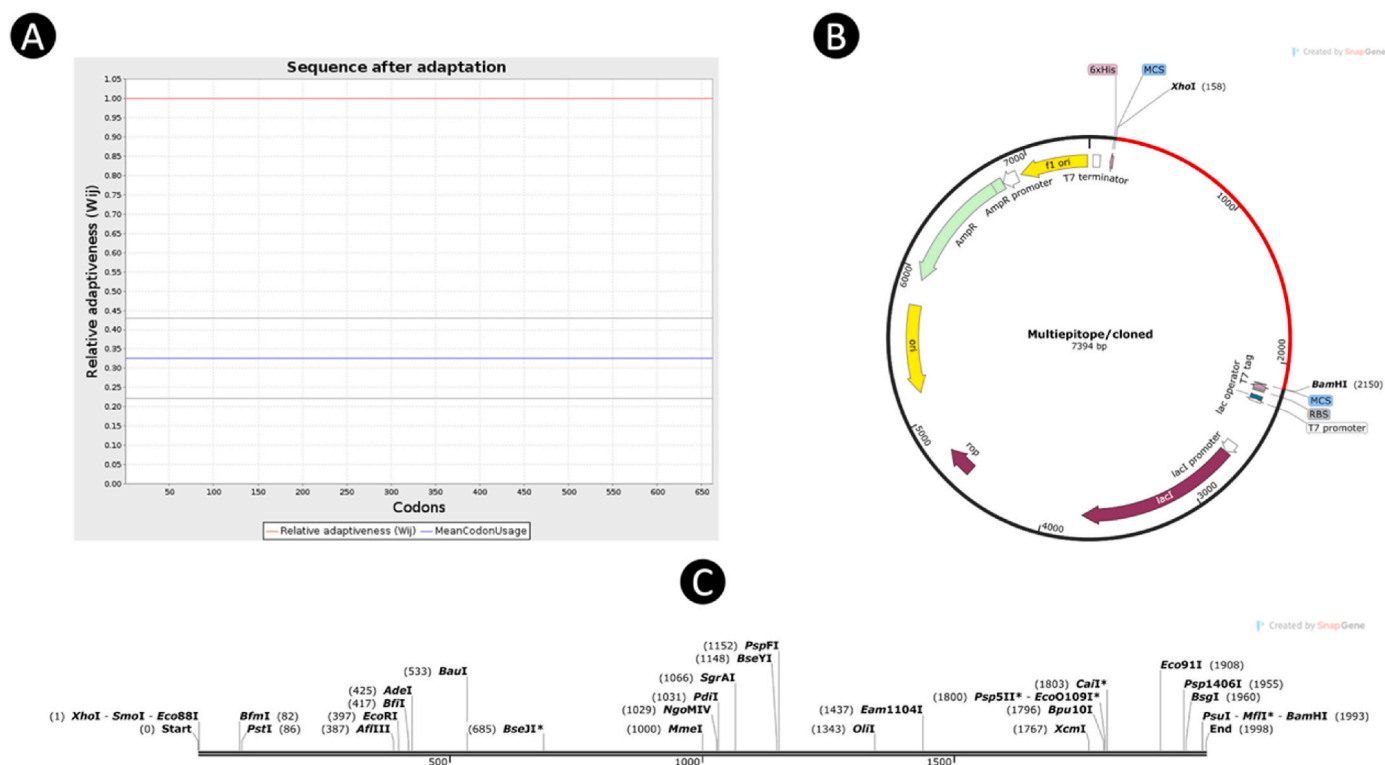 A
Sequence after adaptation
Relative adaptiveness (Wij)
1.05
1.00
0.95
0.90
0.85
0.80
0.75
0.70
0.65
0.60
0.55
0.50
0.45
0.40
0.35
0.30
0.25
0.20
0.15
0.10
0.05
0.00
50 100 150 200 250 300 350 400 450 500 550 600 650
Codons
Relative adaptiveness (Wij) MeanCodonUsage
B
Created by SnapGene
6xHis
MCS
XhoI (158)
7000
f1 ori
T7 terminator
AmpR promoter
AmpR
1000
6000
ori
Multiepitope/cloned
7394 bp
2000
T7 tag
lac operator
BamHI (2150)
MCS
RBS
T7 promoter
5000
rop
lacI promoter
lacI
3000
4000
C
Created by SnapGene
(1152) PspFI
(1148) BseYI
(533) BauI
(1066) SgrAI
Eco91I (1908)
(425) AdeI
(1031) PdiI
(1803) CaiI*
Psp1406I (1955)
(417) BfiI
(1800) Psp5II* - EcoO109I*
BsgI (1960)
(1) XhoI - SmoI - Eco88I
BfmI (82)
(397) EcoRI
(1029) NgoMIV
(1437) Eam1104I
(1796) Bpu10I
PsuI - MflI* - BamHI (1993)
(0) Start
PstI (86)
(387) AflIII
(685) BseJI*
(1000) MmeI
(1343) OliI
(1767) XcmI
End (1998)
500
1000
1500